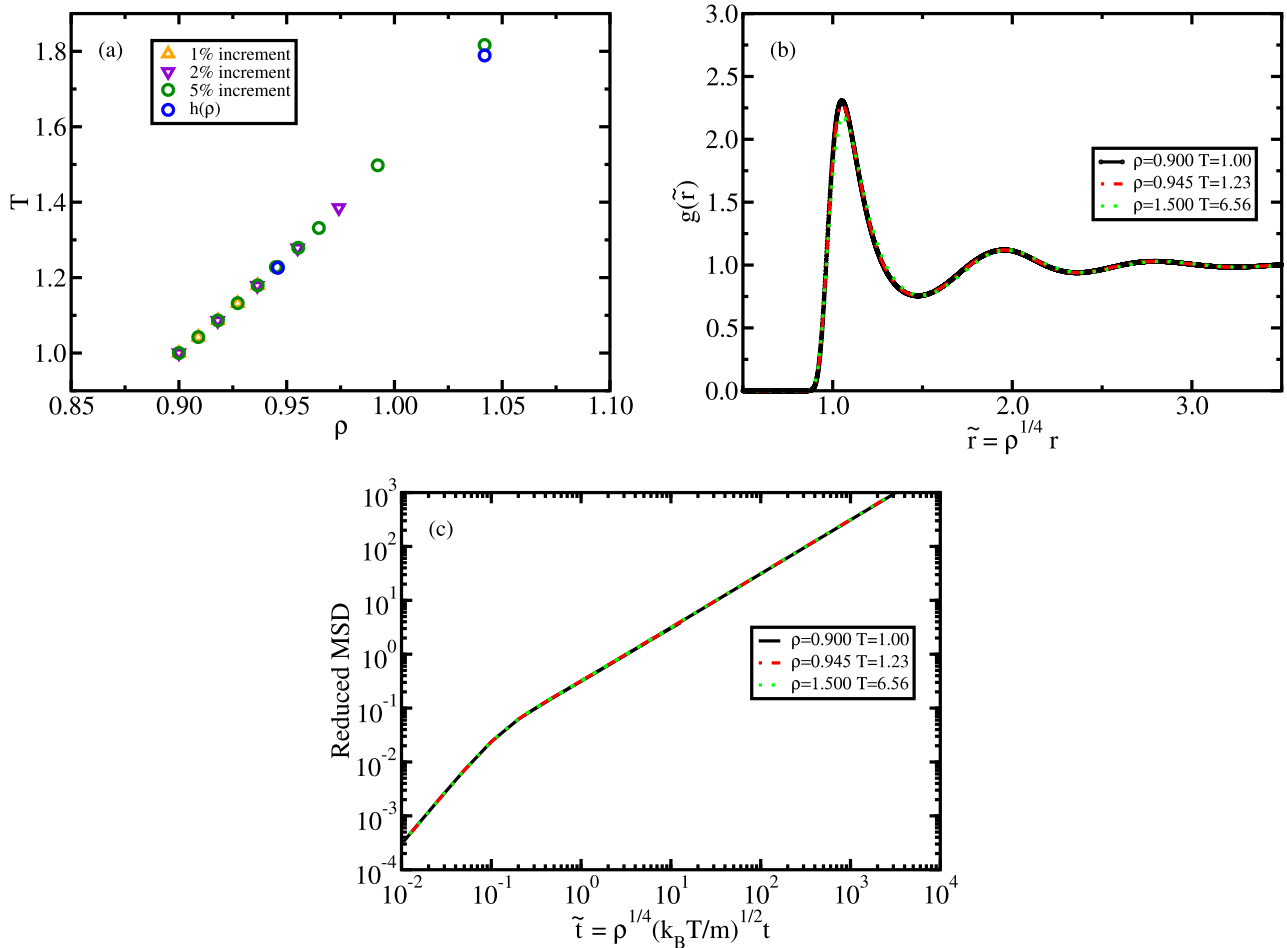 (a)
1% increment
2% increment
5% increment
h(ρ)
T
1.8
1.6
1.4
1.2
1.0
0.85
0.90
0.95
1.00
1.05
1.10
ρ
(b)
g(r̃)
3.0
2.5
2.0
1.5
1.0
0.5
0.0
ρ=0.900 T=1.00
ρ=0.945 T=1.23
ρ=1.500 T=6.56
1.0
2.0
3.0
r̃ = ρ^1/4 r
(c)
Reduced MSD
10^3
10^2
10^1
10^0
10^-1
10^-2
10^-3
10^-4
ρ=0.900 T=1.00
ρ=0.945 T=1.23
ρ=1.500 T=6.56
10^-2
10^-1
10^0
10^1
10^2
10^3
10^4
t̃ = ρ^1/4(k_BT/m)^1/2t